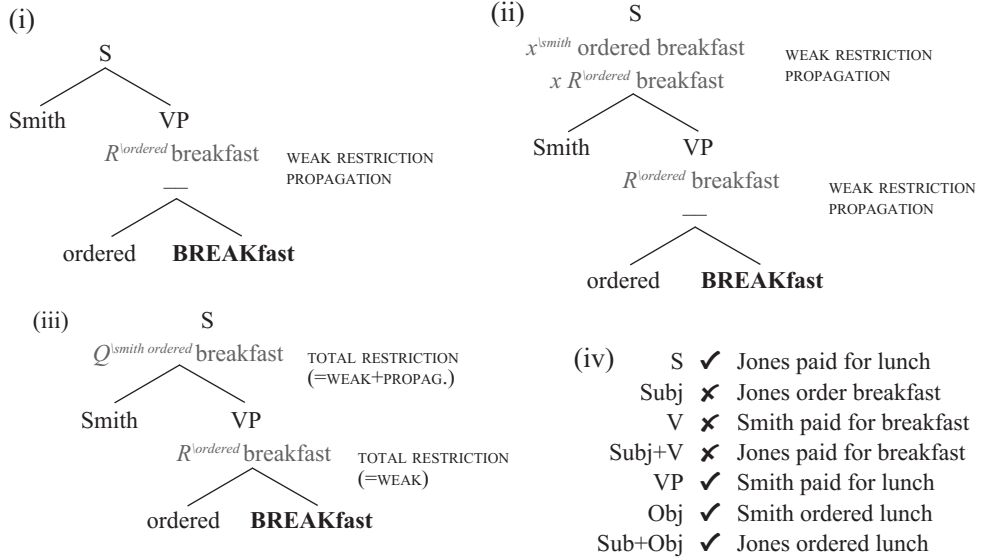 (i)
S
Smith VP
R\ordered breakfast
WEAK RESTRICTION
PROPAGATION
—
ordered BREAKfast
(ii)
S
x\smith ordered breakfast
x R\ordered breakfast
WEAK RESTRICTION
PROPAGATION
Smith VP
R\ordered breakfast
WEAK RESTRICTION
PROPAGATION
—
ordered BREAKfast
(iii)
S
Q\smith ordered breakfast
TOTAL RESTRICTION
(=WEAK+PROPAG.)
Smith VP
R\ordered breakfast
TOTAL RESTRICTION
(=WEAK)
ordered BREAKfast
(iv)
S ✓ Jones paid for lunch
Subj ✗ Jones order breakfast
V ✗ Smith paid for breakfast
Subj+V ✗ Jones paid for breakfast
VP ✓ Smith paid for lunch
Obj ✓ Smith ordered lunch
Sub+Obj ✓ Jones ordered lunch